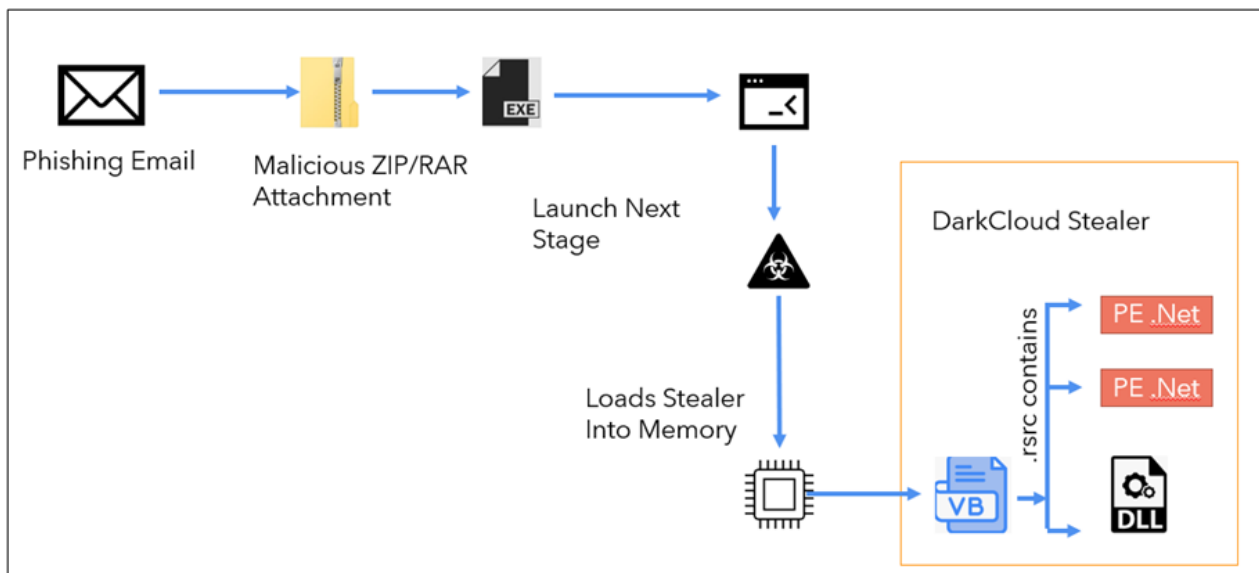 Phishing Email
Malicious ZIP/RAR
Attachment
EXE
Launch Next
Stage
Loads Stealer
Into Memory
DarkCloud Stealer
VB
.rsrc contains
PE .Net
PE .Net
DLL